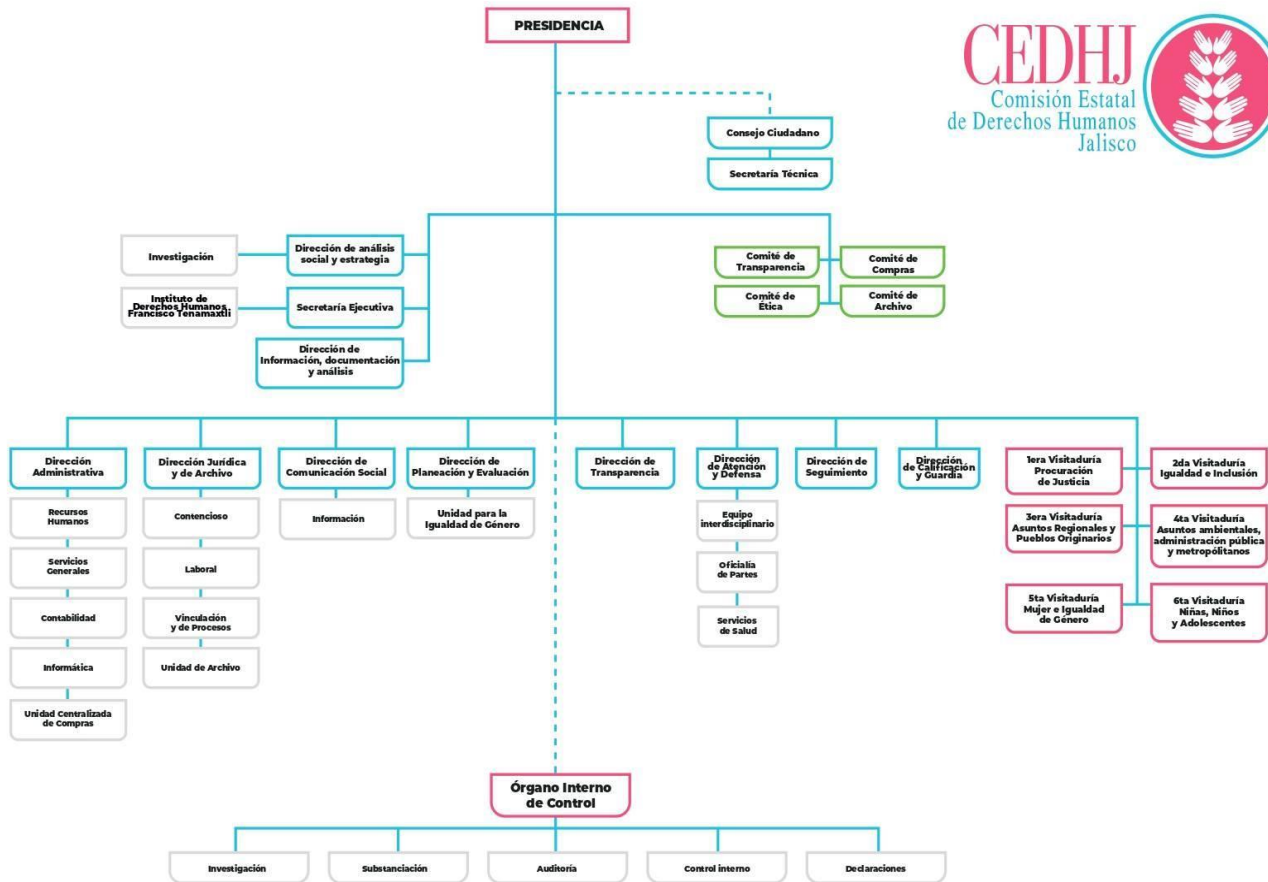 PRESIDENCIA
CEDHJ
Comisión Estatal
de Derechos Humanos
Jalisco
Consejo Ciudadano
Secretaría Técnica
Investigación
Dirección de análisis
social y estrategia
Instituto de
Derechos Humanos
Francisco Tenamaxtli
Secretaría Ejecutiva
Dirección de
Información, documentación
y análisis
Comité de
Transparencia
Comité de
Compras
Comité de
Ética
Comité de
Archivo
Dirección
Administrativa
Dirección Jurídica
y de Archivo
Dirección de
Comunicación Social
Dirección de
Planeación y Evaluación
Dirección de
Transparencia
Dirección
de Atención
y Defensa
Dirección de
Seguimiento
Dirección
de Calificación
y Guardia
1era Visitaduría
Procuración
de Justicia
2da Visitaduría
Igualdad e Inclusión
Recursos
Humanos
Servicios
Generales
Contabilidad
Informática
Unidad Centralizada
de Compras
Contencioso
Laboral
Vinculación
y de Procesos
Unidad de Archivo
Información
Unidad para la
Igualdad de Género
Equipo
interdisciplinario
Oficialía
de Partes
Servicios
de Salud
3era Visitaduría
Asuntos Regionales y
Pueblos Originarios
4ta Visitaduría
Asuntos ambientales,
administración pública
y metropólitanos
5ta Visitaduría
Mujer e Igualdad
de Género
6ta Visitaduría
Niñas, Niños
y Adolescentes
Órgano Interno
de Control
Investigación
Substanciación
Auditoría
Control interno
Declaraciones